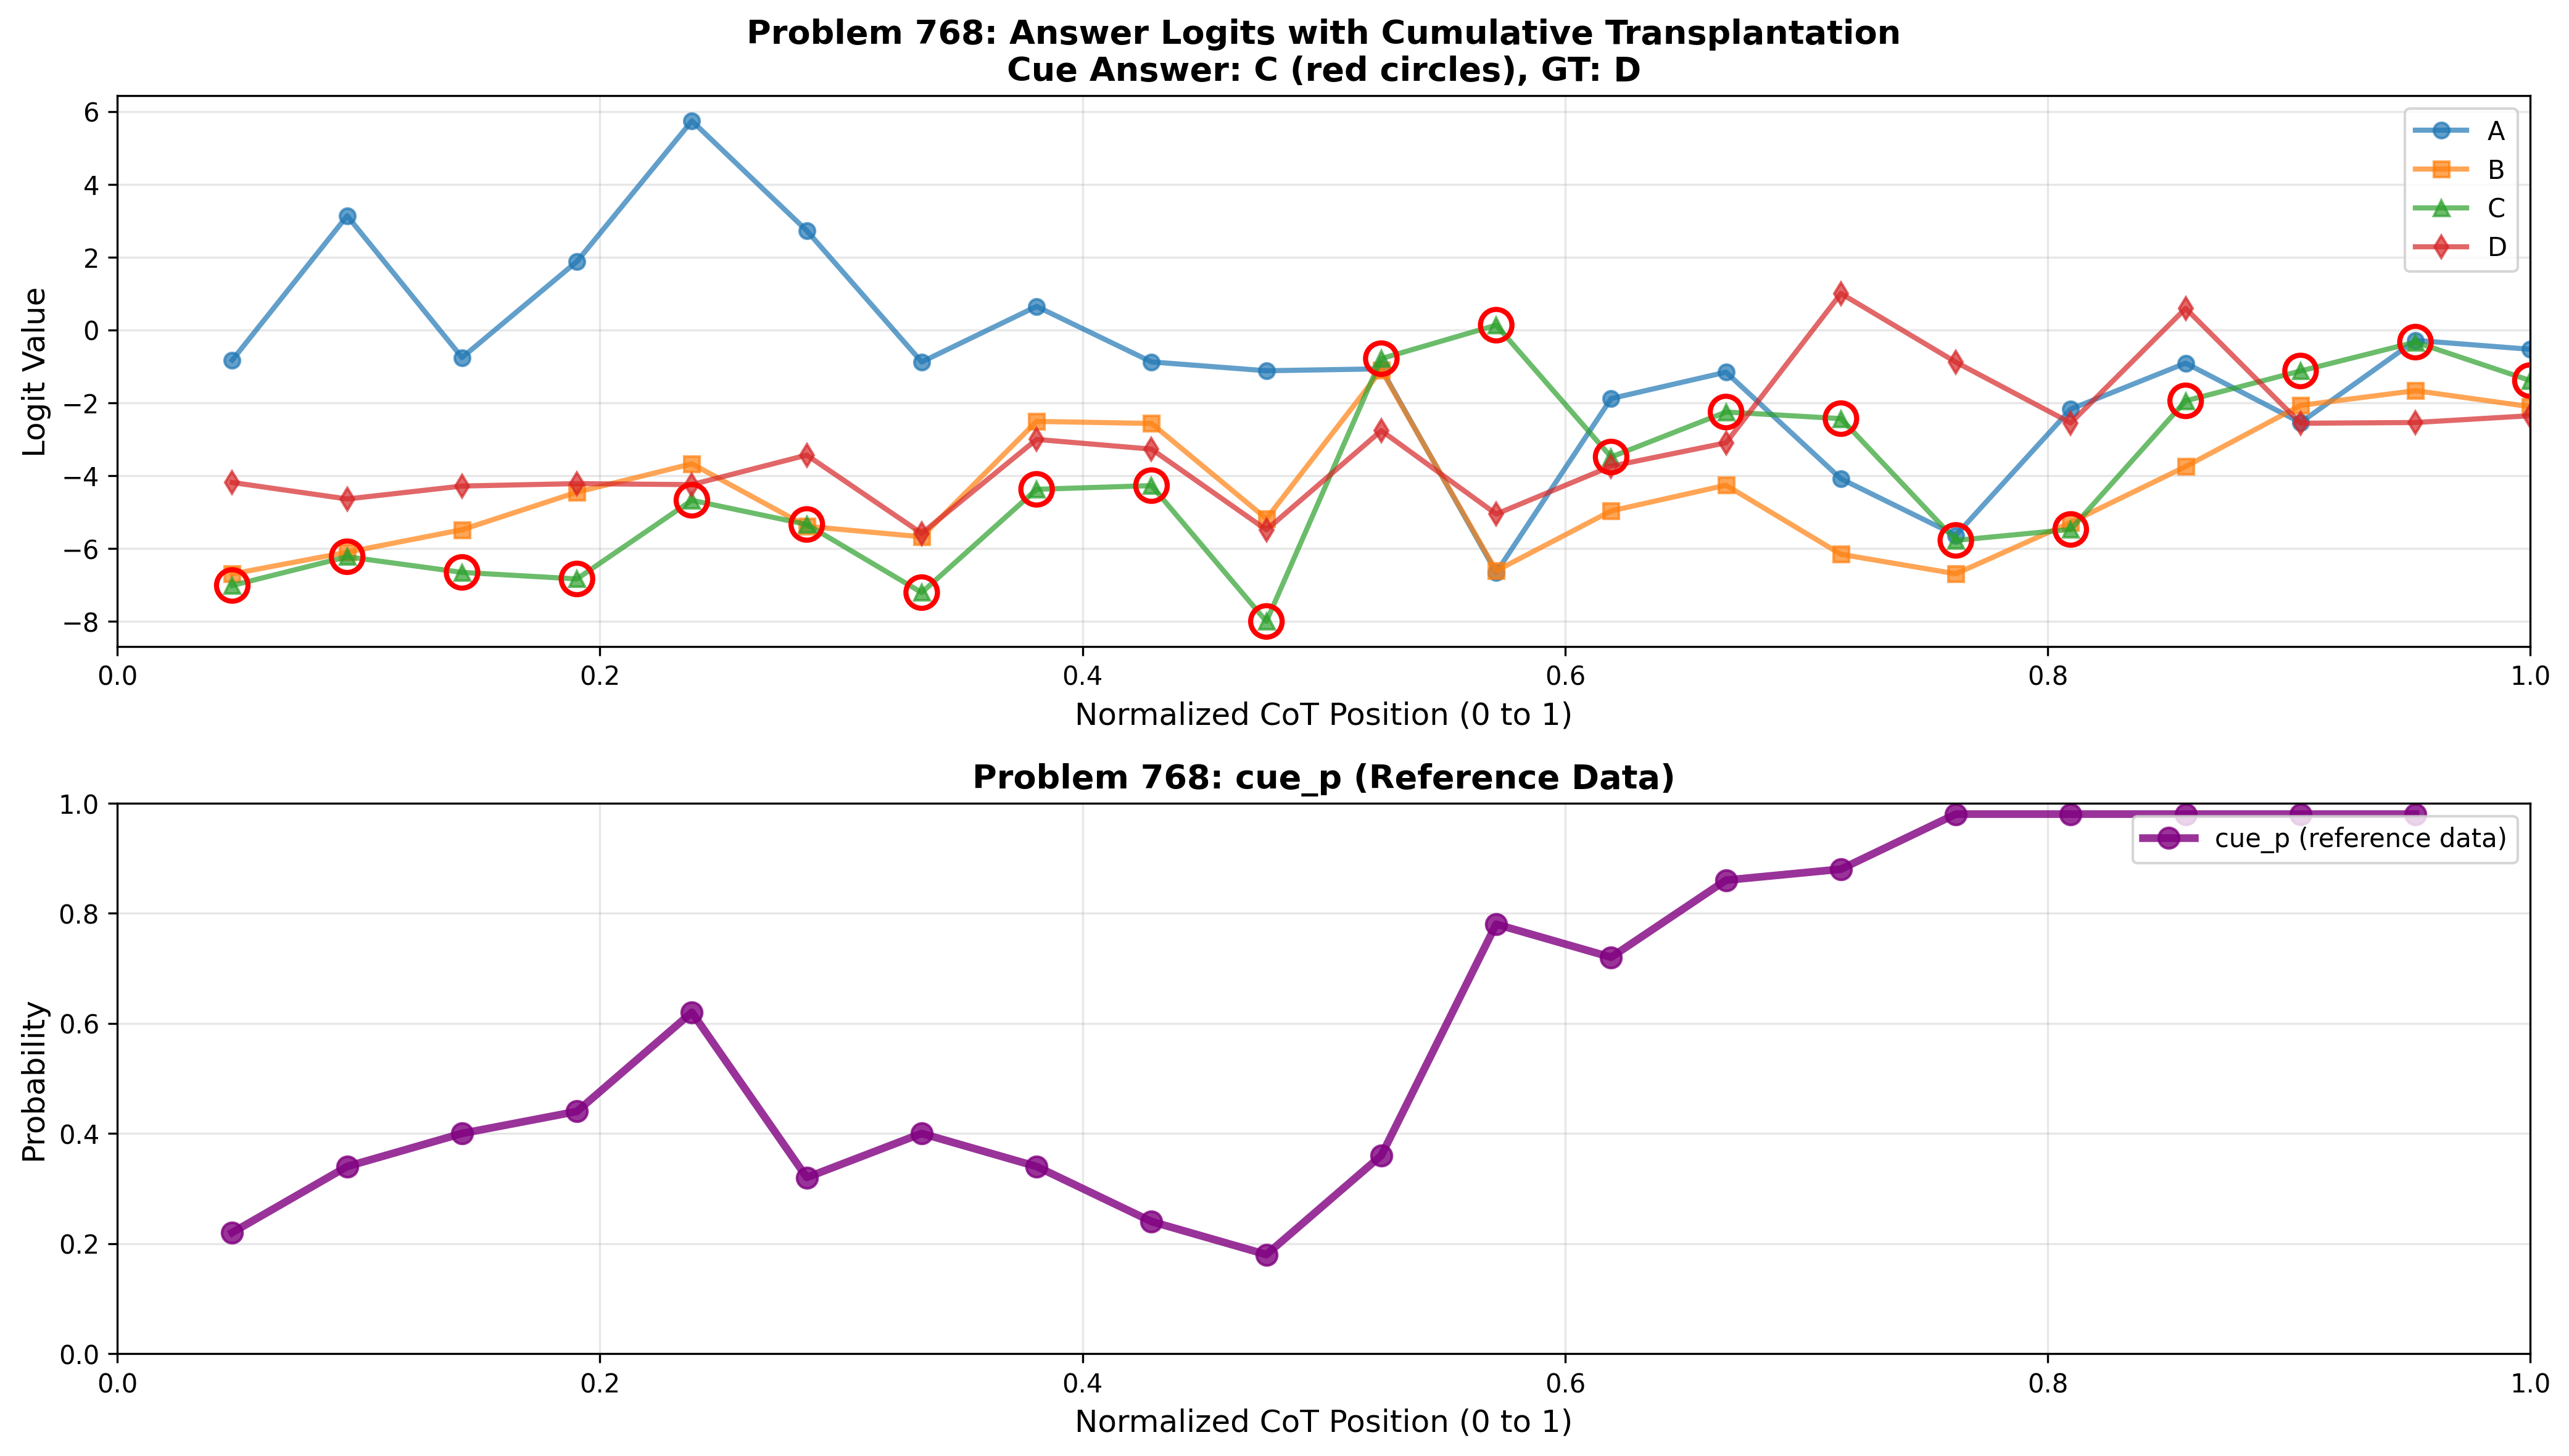 Problem 768: Answer Logits with Cumulative Transplantation
Cue Answer: C (red circles), GT: D
6
4
2
0
−2
−4
−6
−8
Logit Value
A
B
C
D
0.0
0.2
0.4
0.6
0.8
1.0
Normalized CoT Position (0 to 1)
Problem 768: cue_p (Reference Data)
1.0
0.8
0.6
0.4
0.2
0.0
Probability
cue_p (reference data)
0.0
0.2
0.4
0.6
0.8
1.0
Normalized CoT Position (0 to 1)